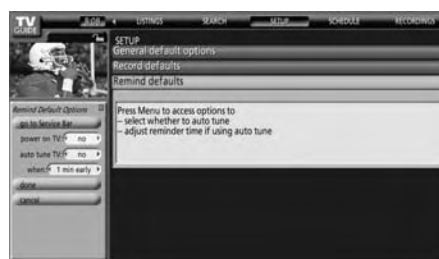 TV
GUIDE
8:08
LISTINGS
SEARCH
SETUP
SCHEDULE
RECORDINGS
SETUP
General default options
Record defaults
Remind defaults
Press Menu to access options to
– select whether to auto tune
– adjust reminder time if using auto tune
Remind Default Options
go to Service Bar
power on TV: no
auto tune TV: no
when: 1 min early
done
cancel